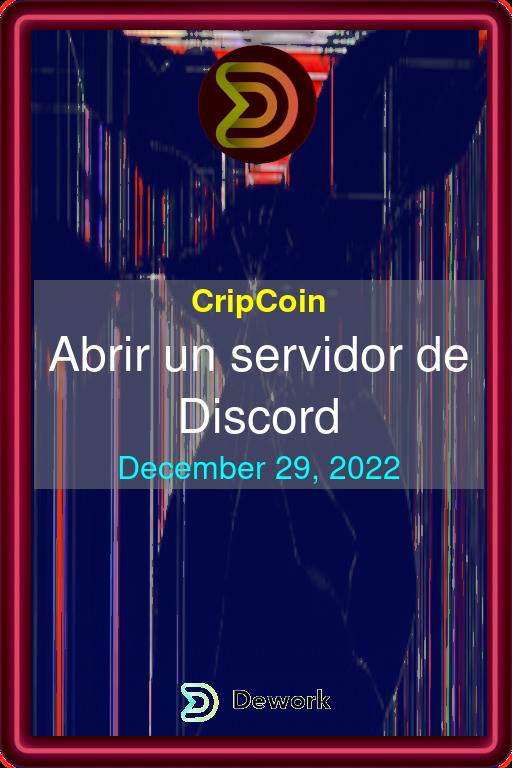 CripCoin
Abrir un servidor de
Discord
December 29, 2022
Dework